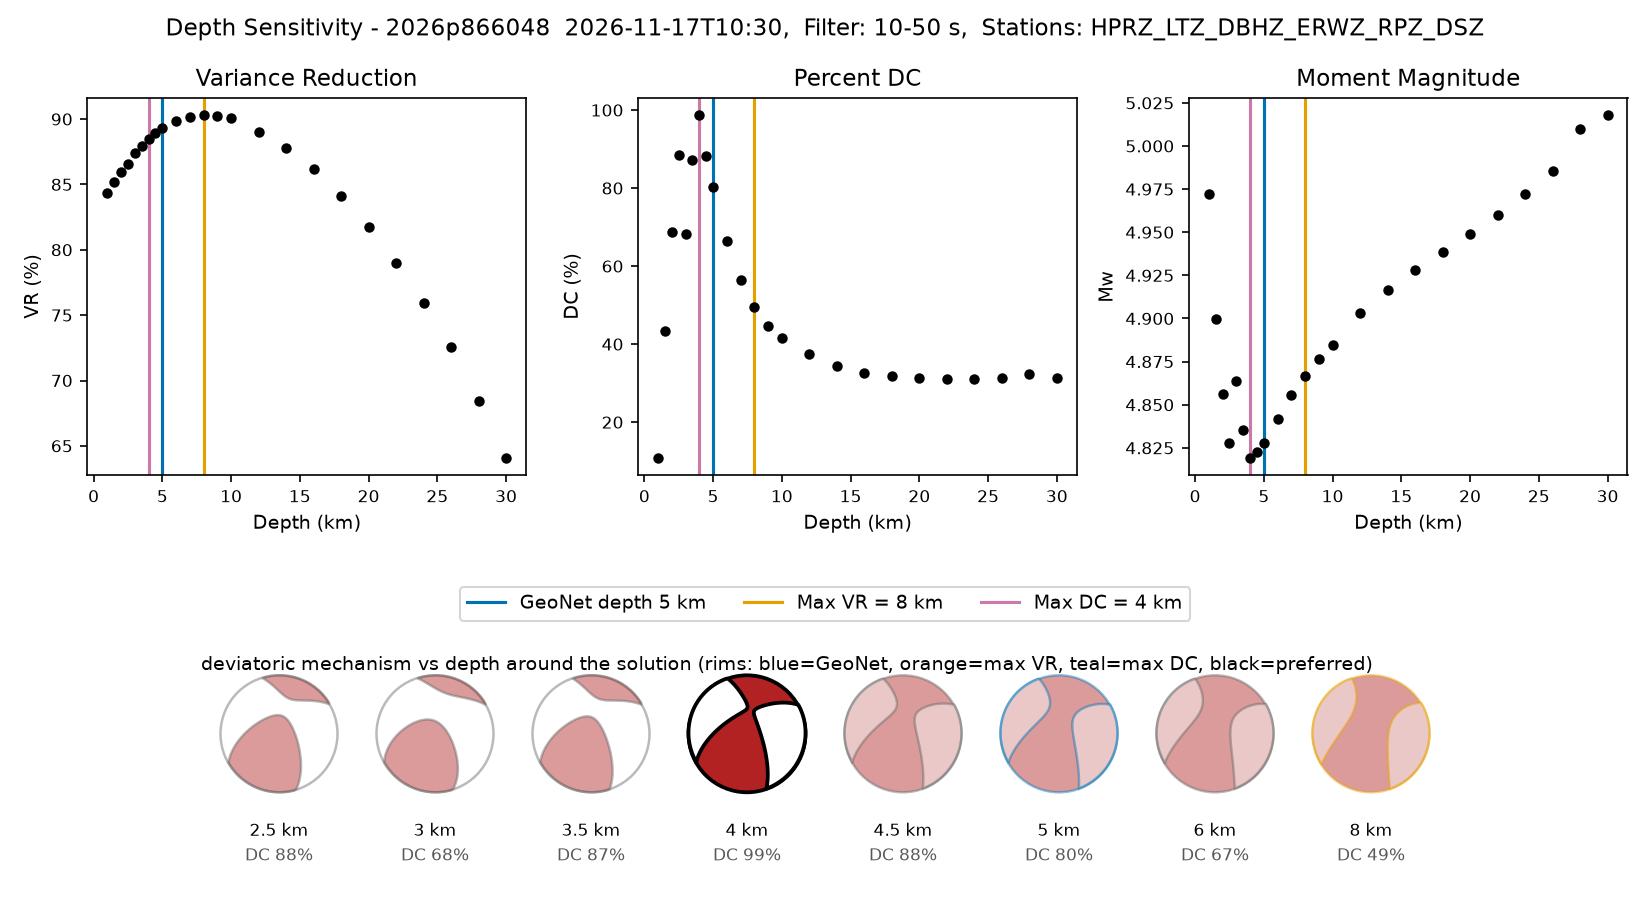 Depth Sensitivity - 2026p866048  2026-11-17T10:30,  Filter: 10-50 s,  Stations: HPRZ_LTZ_DBHZ_ERWZ_RPZ_DSZ
Variance Reduction
VR (%)
90
85
80
75
70
65
0 5 10 15 20 25 30
Depth (km)
Percent DC
DC (%)
100
80
60
40
20
0 5 10 15 20 25 30
Depth (km)
Moment Magnitude
Mw
5.025
5.000
4.975
4.950
4.925
4.900
4.875
4.850
4.825
0 5 10 15 20 25 30
Depth (km)
GeoNet depth 5 km Max VR = 8 km Max DC = 4 km
deviatoric mechanism vs depth around the solution (rims: blue=GeoNet, orange=max VR, teal=max DC, black=preferred)
2.5 km 3 km 3.5 km 4 km 4.5 km 5 km 6 km 8 km
DC 88% DC 68% DC 87% DC 99% DC 88% DC 80% DC 67% DC 49%